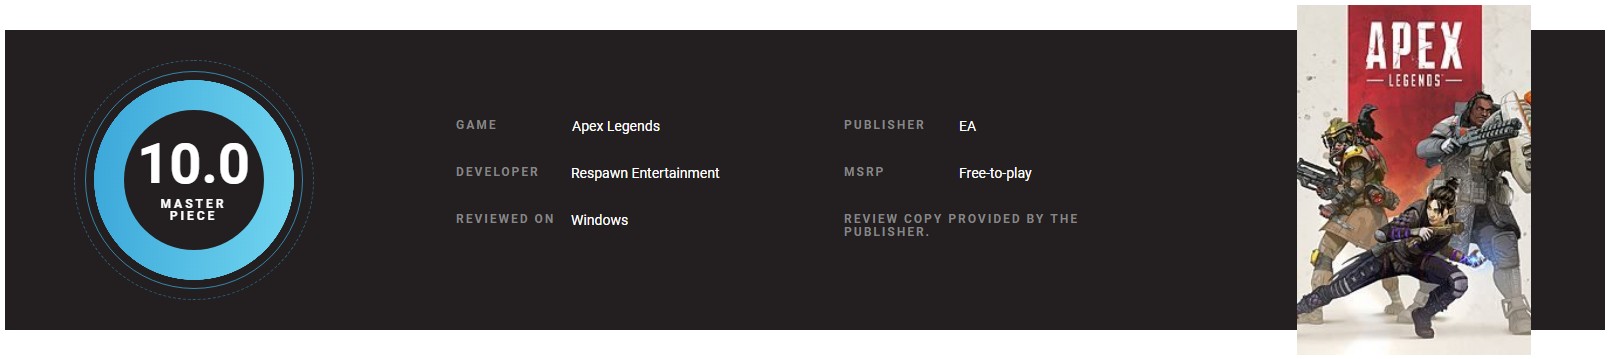 10.0
MASTER
PIECE
GAME Apex Legends
DEVELOPER Respawn Entertainment
REVIEWED ON Windows
PUBLISHER EA
MSRP Free-to-play
REVIEW COPY PROVIDED BY THE
PUBLISHER.
APEX
LEGENDS